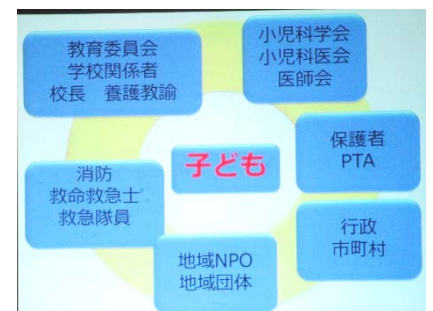 教育委員会
学校関係者
校長　養護教諭
小児科学会
小児科医会
医師会
子ども
保護者
PTA
消防
救命救急士
救急隊員
行政
市町村
地域NPO
地域団体